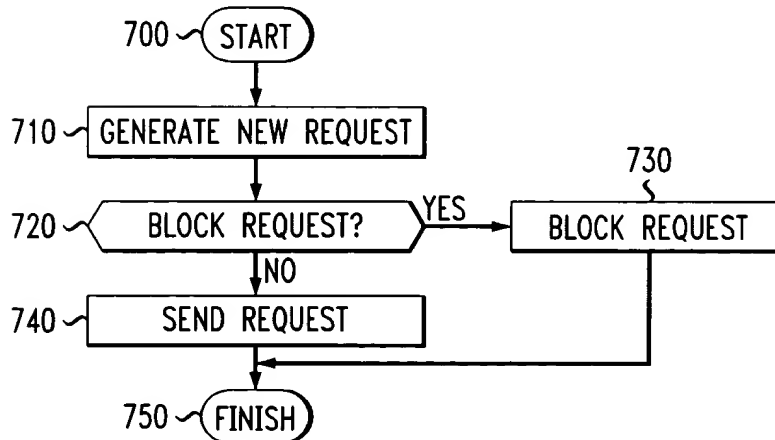 700 START
710 GENERATE NEW REQUEST
730
720 BLOCK REQUEST? YES BLOCK REQUEST
NO
740 SEND REQUEST
750 FINISH